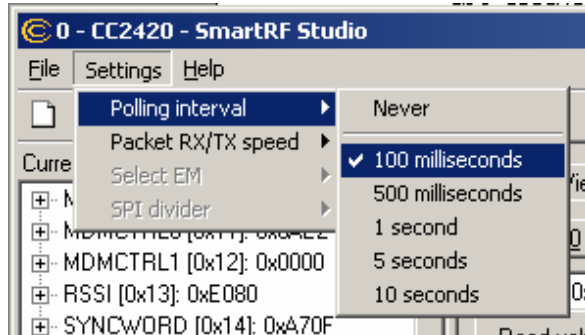 0 - CC2420 - SmartRF Studio
File Settings Help
Polling interval
Packet RX/TX speed
Select EM
SPI divider
Never
100 milliseconds
500 milliseconds
1 second
5 seconds
10 seconds
MDMCTRL1 [0x12]: 0x0000
RSSI [0x13]: 0xE080
SYNCWORD [0x14]: 0xA70F